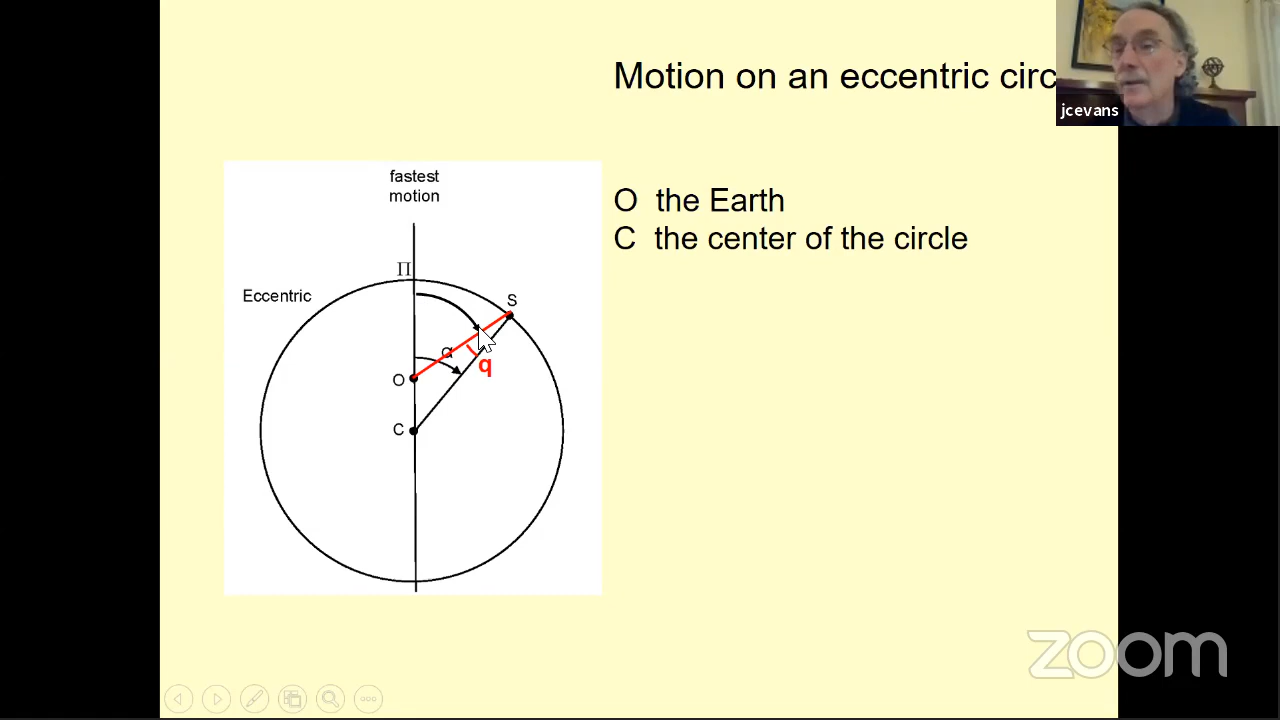 Motion on an eccentric circ
jcevans
fastest
motion
O the Earth
C the center of the circle
Π
Eccentric
S
α
q
O
C
zoom